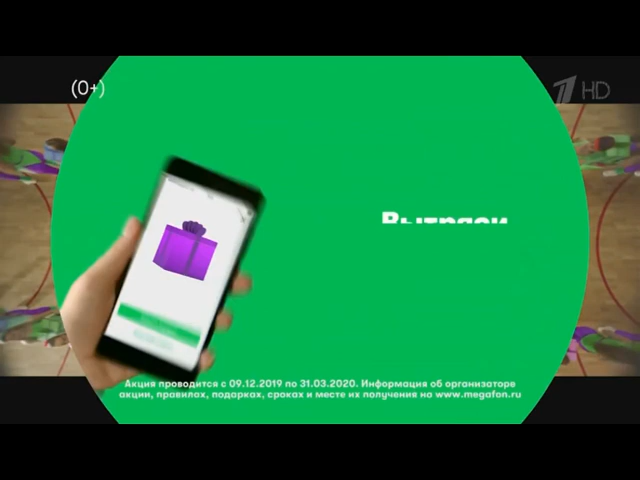 (0+)
HD
Вытряси
Акция проводится с 09.12.2019 по 31.03.2020. Информация об организаторе
акции, правилах, подарках, сроках и месте их получения на www.megafon.ru